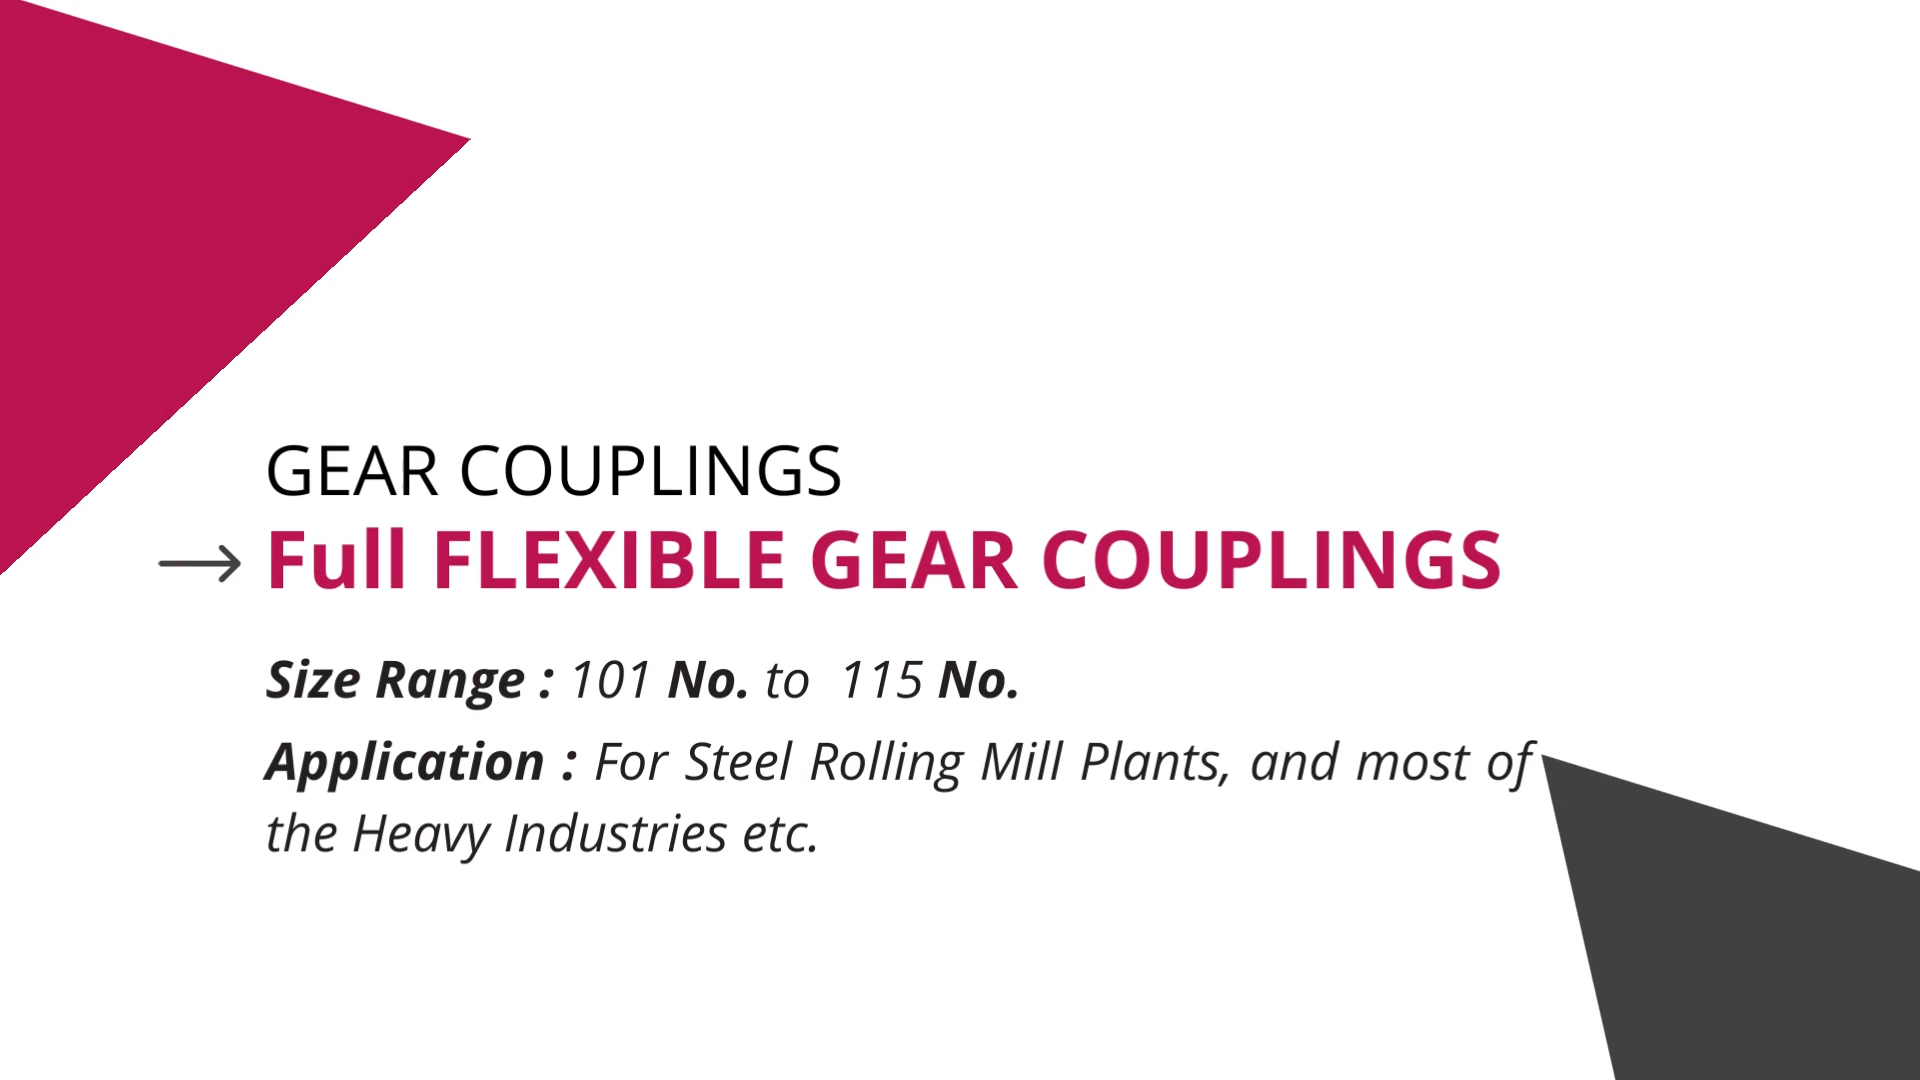 GEAR COUPLINGS
Full FLEXIBLE GEAR COUPLINGS
Size Range : 101 No. to  115 No.
Application : For Steel Rolling Mill Plants, and most of
the Heavy Industries etc.